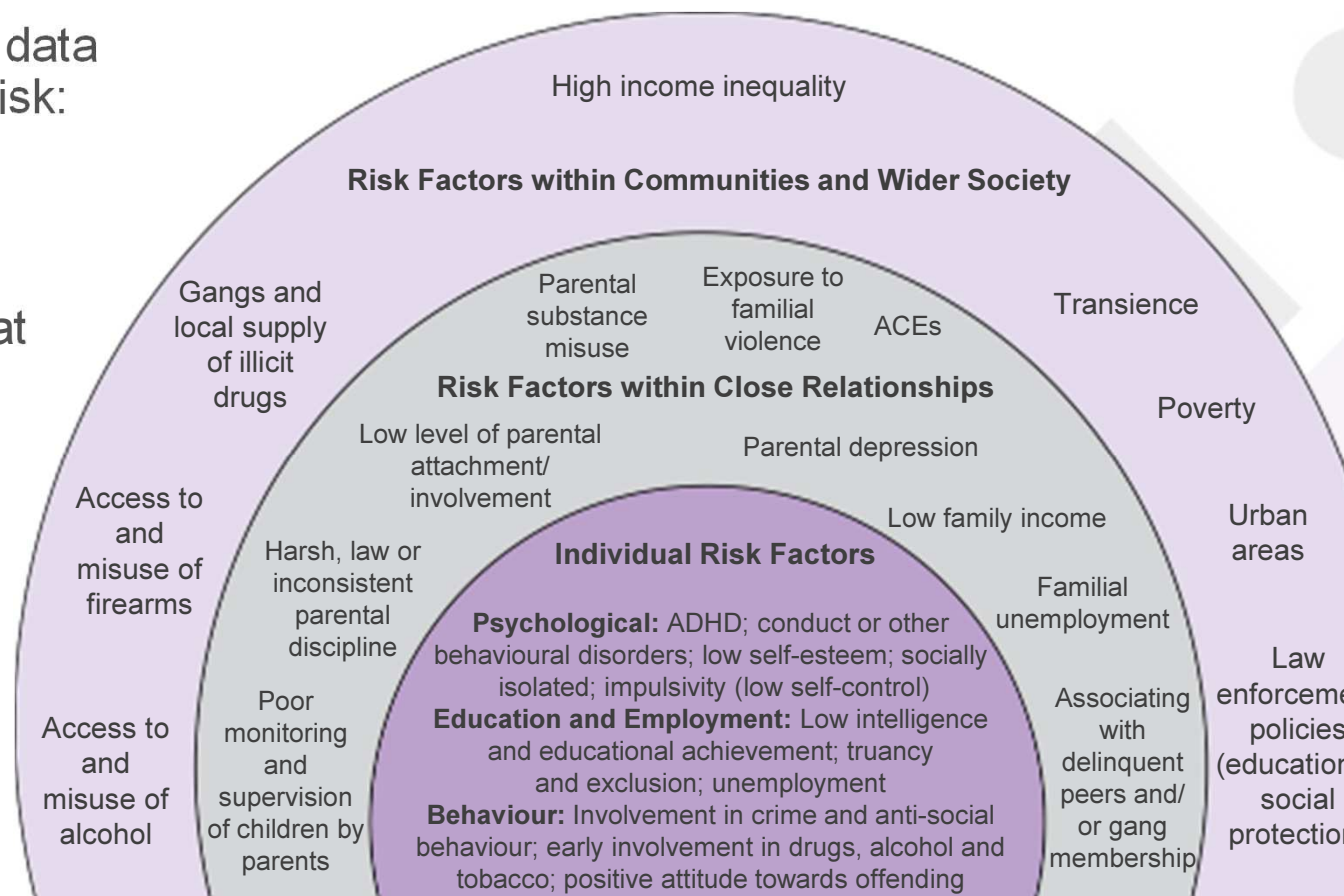 data
isk:
at
High income inequality
Risk Factors within Communities and Wider Society
Gangs and
local supply
of illicit
drugs
Access to
and
misuse of
firearms
Access to
and
misuse of
alcohol
Transience
Poverty
Urban
areas
Law
enforceme
policies
(education
social
protection
Parental
substance
misuse
Exposure to
familial
violence
ACEs
Risk Factors within Close Relationships
Low level of parental
attachment/
involvement
Parental depression
Harsh, law or
inconsistent
parental
discipline
Poor
monitoring
and
supervision
of children by
parents
Low family income
Familial
unemployment
Associating
with
delinquent
peers and/
or gang
membership
Individual Risk Factors
Psychological: ADHD; conduct or other
behavioural disorders; low self-esteem; socially
isolated; impulsivity (low self-control)
Education and Employment: Low intelligence
and educational achievement; truancy
and exclusion; unemployment
Behaviour: Involvement in crime and anti-social
behaviour; early involvement in drugs, alcohol and
tobacco; positive attitude towards offending